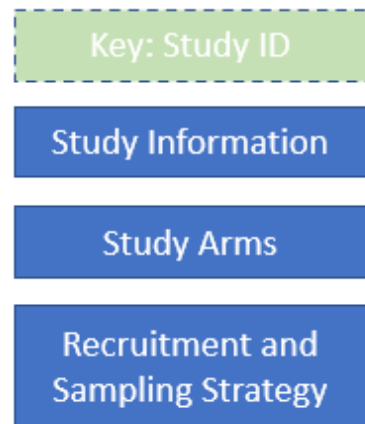 Key: Study ID
Study Information
Study Arms
Recruitment and
Sampling Strategy